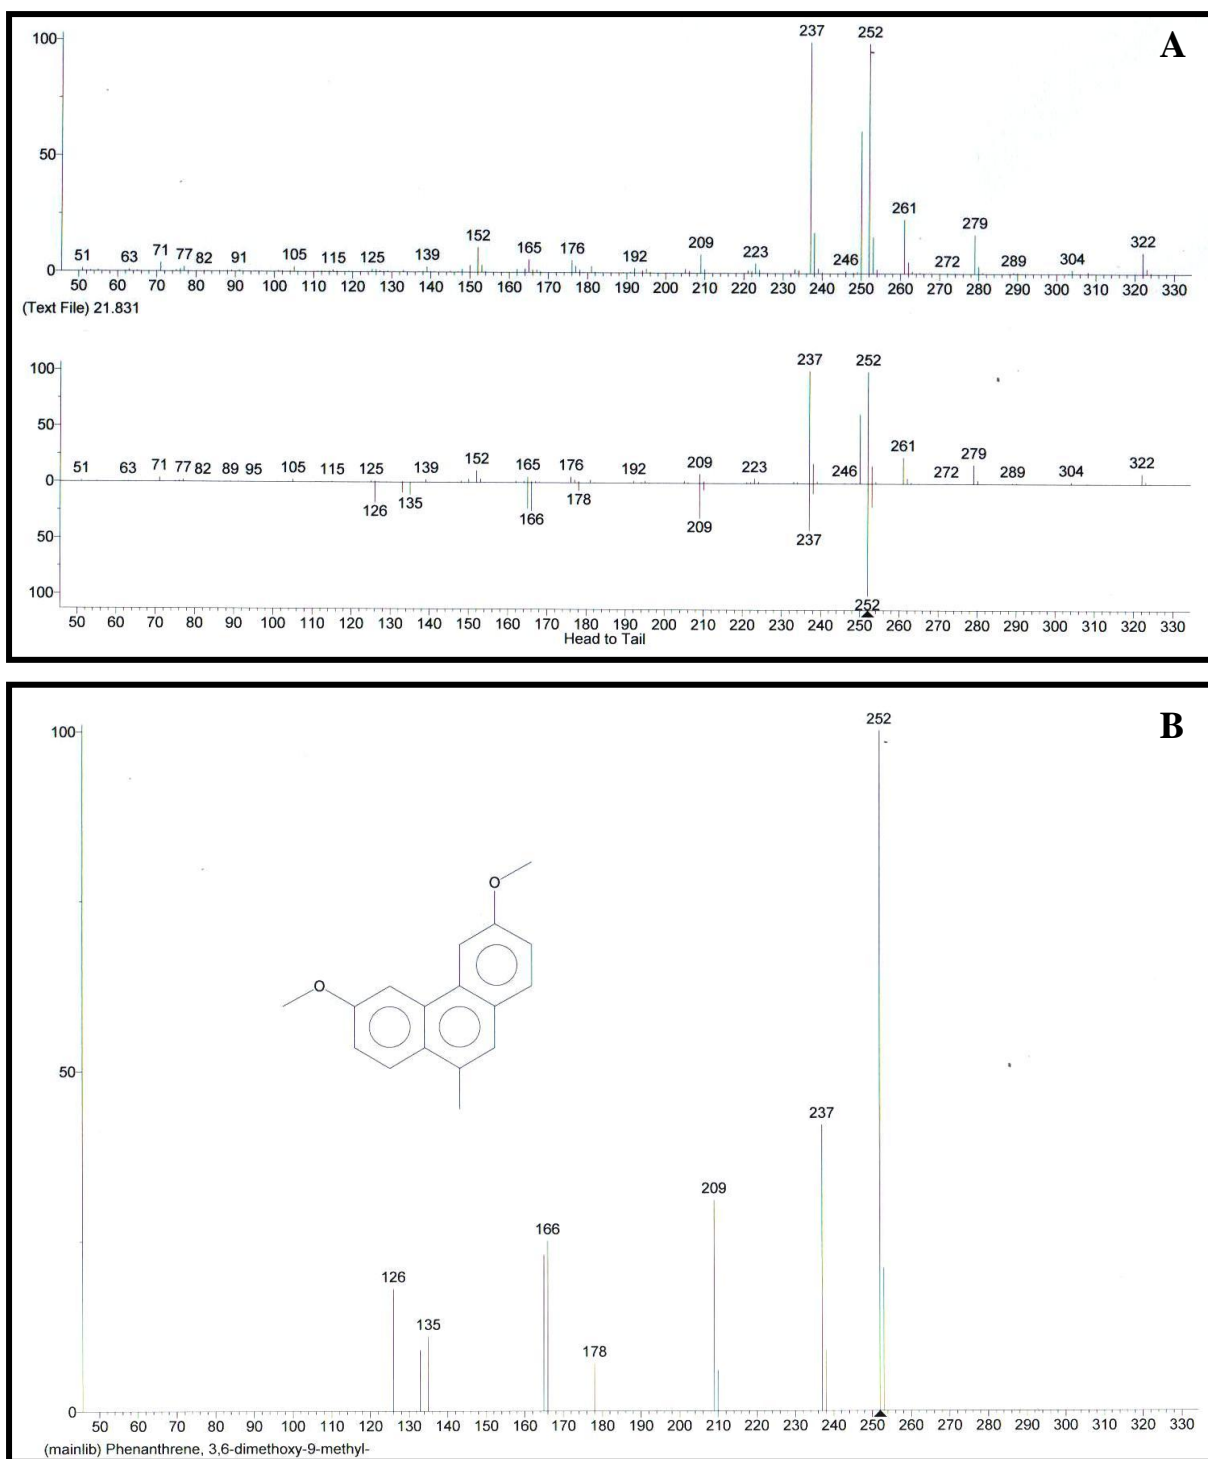 A
237 252
100
50
261
279
322
51 63 71 77 82 91 105 115 125 139 152 165 176 192 209 223 246 272 289 304
0
50 60 70 80 90 100 110 120 130 140 150 160 170 180 190 200 210 220 230 240 250 260 270 280 290 300 310 320 330
(Text File) 21.831
237 252
100
50
261
279
322
51 63 71 77 82 89 95 105 115 125 139 152 165 176 192 209 223 246 272 289 304
0
126 135 166 178 209 237
50
100
252
50 60 70 80 90 100 110 120 130 140 150 160 170 180 190 200 210 220 230 240 250 260 270 280 290 300 310 320 330
Head to Tail
B
252
100
O
O
50
237
209
166
126
135
178
0
50 60 70 80 90 100 110 120 130 140 150 160 170 180 190 200 210 220 230 240 250 260 270 280 290 300 310 320 330
(mainlib) Phenanthrene, 3,6-dimethoxy-9-methyl-